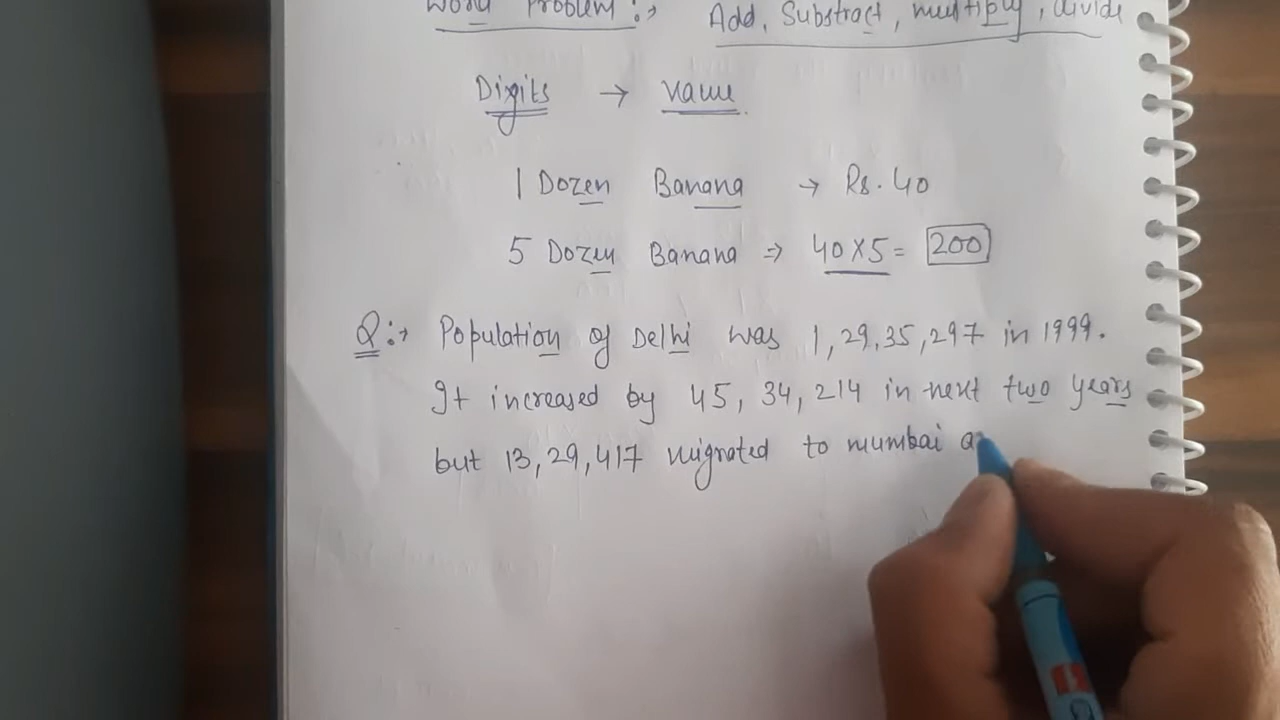 Word Problem :→ Add, Substract, multiply, divide
Digits → Value
1 Dozen Banana → Rs. 40
5 Dozen Banana ⇒ 40×5 = 200
Q:→ Population of Delhi was 1,29,35,297 in 1999.
It increased by 45, 34, 214 in next two years
but 13, 29, 417 migrated to mumbai